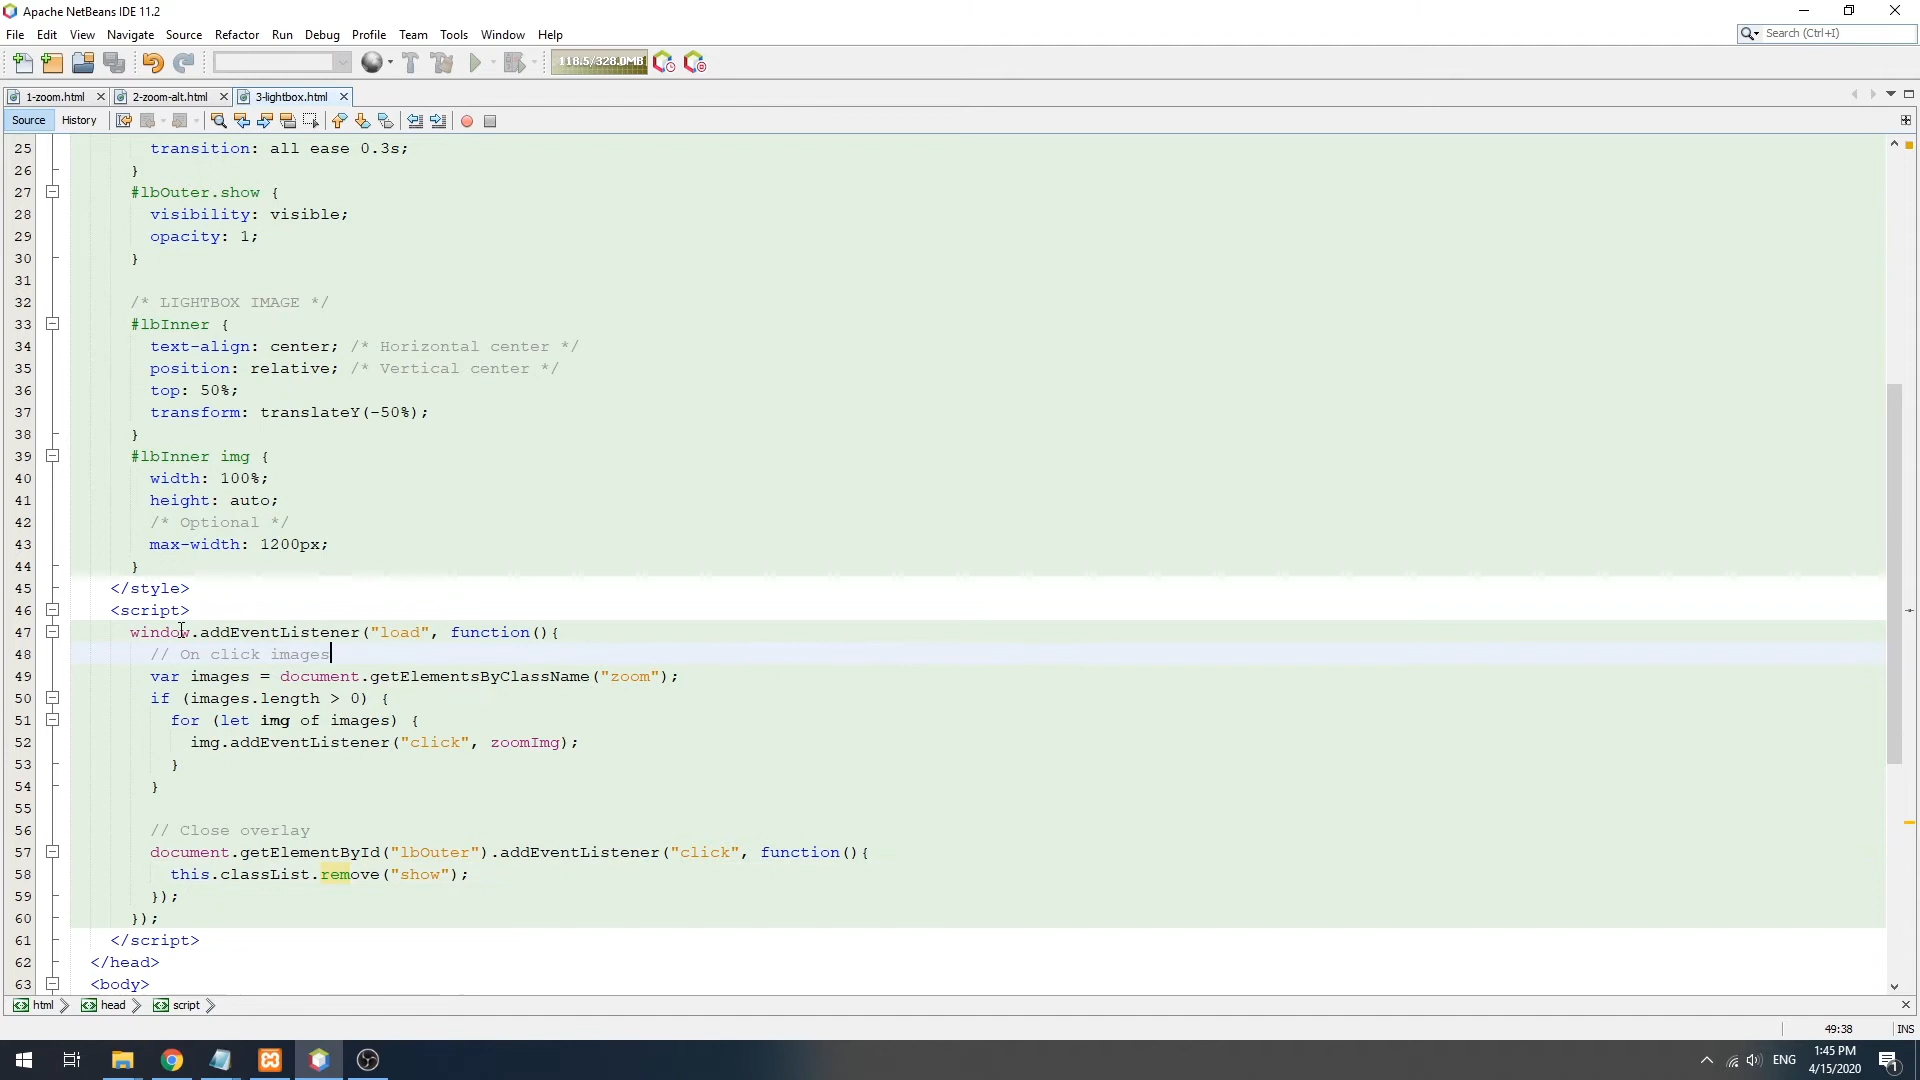 Apache NetBeans IDE 11.2
File Edit View Navigate Source Refactor Run Debug Profile Team Tools Window Help
Search (Ctrl+I)
118.5/328.0MB
1-zoom.html 2-zoom-alt.html 3-lightbox.html
Source History
25 transition: all ease 0.3s;
26 }
27 #lbOuter.show {
28 visibility: visible;
29 opacity: 1;
30 }
31
32 /* LIGHTBOX IMAGE */
33 #lbInner {
34 text-align: center; /* Horizontal center */
35 position: relative; /* Vertical center */
36 top: 50%;
37 transform: translateY(-50%);
38 }
39 #lbInner img {
40 width: 100%;
41 height: auto;
42 /* Optional */
43 max-width: 1200px;
44 }
45 </style>
46 <script>
47 window.addEventListener("load", function(){
48 // On click images
49 var images = document.getElementsByClassName("zoom");
50 if (images.length > 0) {
51 for (let img of images) {
52 img.addEventListener("click", zoomImg);
53 }
54 }
55
56 // Close overlay
57 document.getElementById("lbOuter").addEventListener("click", function(){
58 this.classList.remove("show");
59 });
60 });
61 </script>
62 </head>
63 <body>
html head script
49:38 INS
ENG
1:45 PM
4/15/2020
1